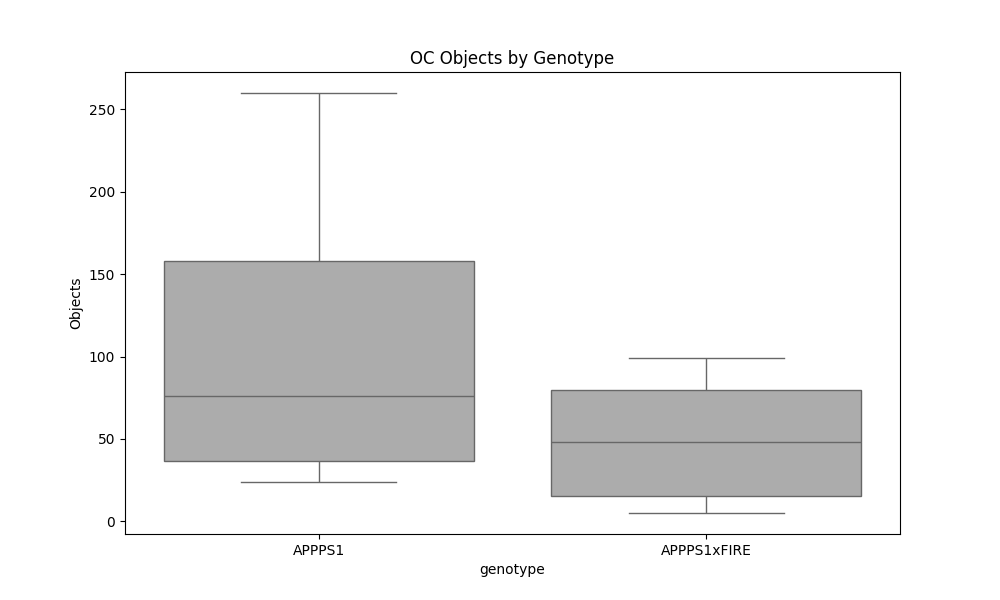 OC Objects by Genotype
Objects
250
200
150
100
50
0
APPPS1
APPPS1xFIRE
genotype